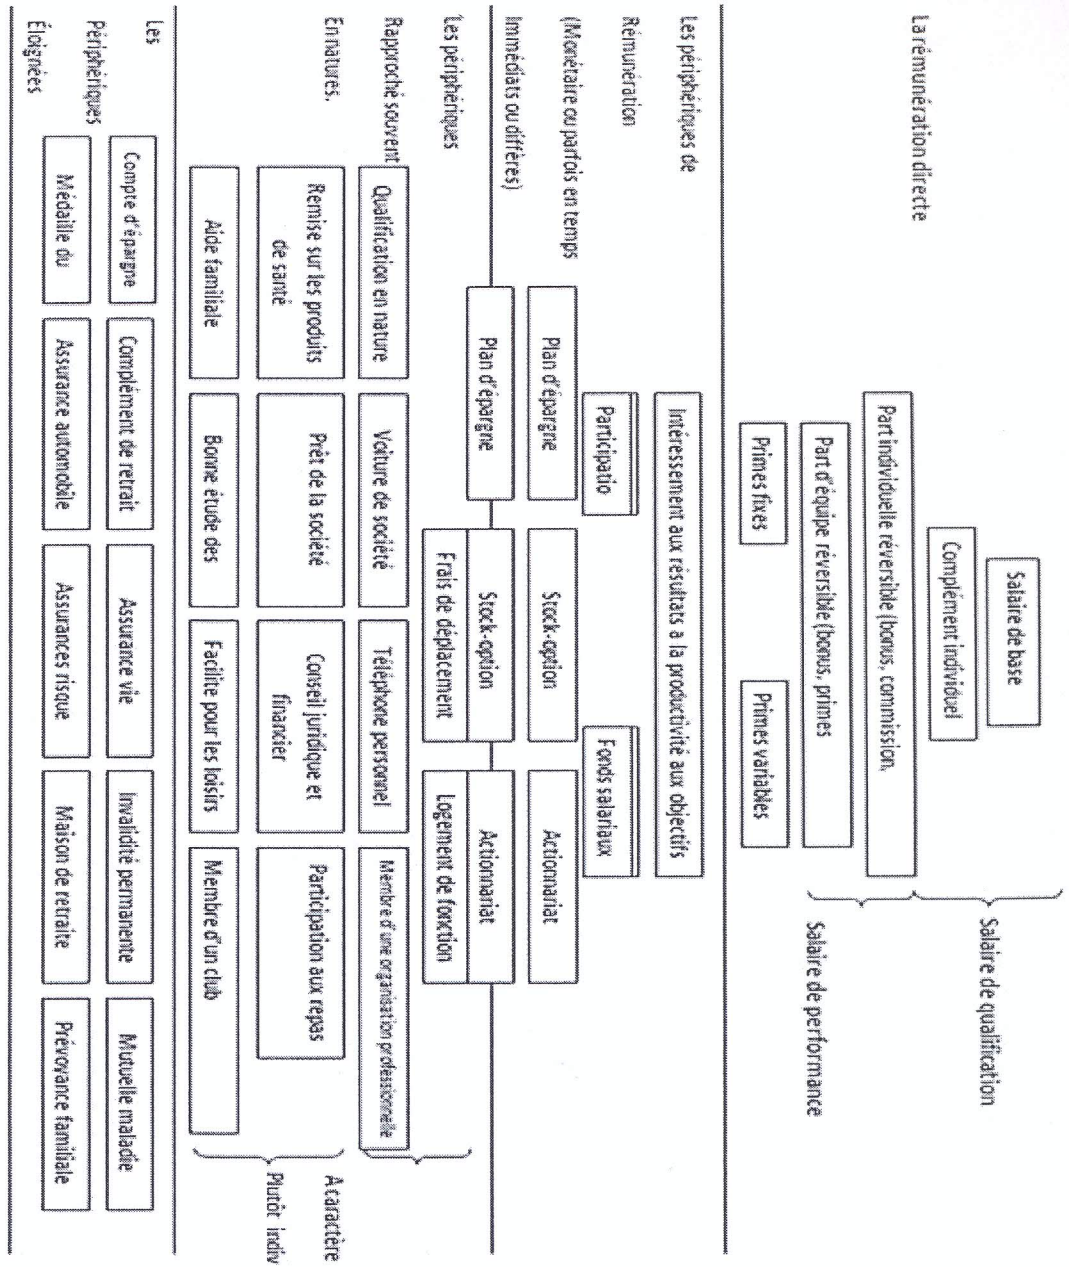 La rémunération directe
Salaire de base
Complément individuel
Part individuelle réversible (bonus, commission,
Part d'équipe réversible (bonus, primes
Primes fixes
Primes variables
Salaire de qualification
Salaire de performance
Les périphériques de
Rémunération
(Monétaire ou parfois en temps
Immédiats ou différes)
Intéressement aux résultats a la productivité aux objectifs
Participatio
Fonds salariaux
Plan d'épargne
Stock-option
Actionnariat
Plan d'épargne
Stock-option
Actionnariat
Les périphériques
Rapproché souvent
En natures.
Frais de déplacement
Logement de fonction
Qualification en nature
Voiture de société
Téléphone personnel
Membre d'une organisation professionnelle
Remise sur les produits
de santé
Prêt de la société
Conseil juridique et
financier
Participation aux repas
Aide familiale
Bonne étude des
Facilite pour les loisirs
Membre d'un club
A caractère
Plutôt indiv
Les
Périphériques
Éloignées
Compte d'épargne
Complément de retrait
Assurance vie
Invalidité permanente
Mutuelle maladie
Médaille du
Assurance automobile
Assurances risque
Maison de retraite
Prévoyance familiale